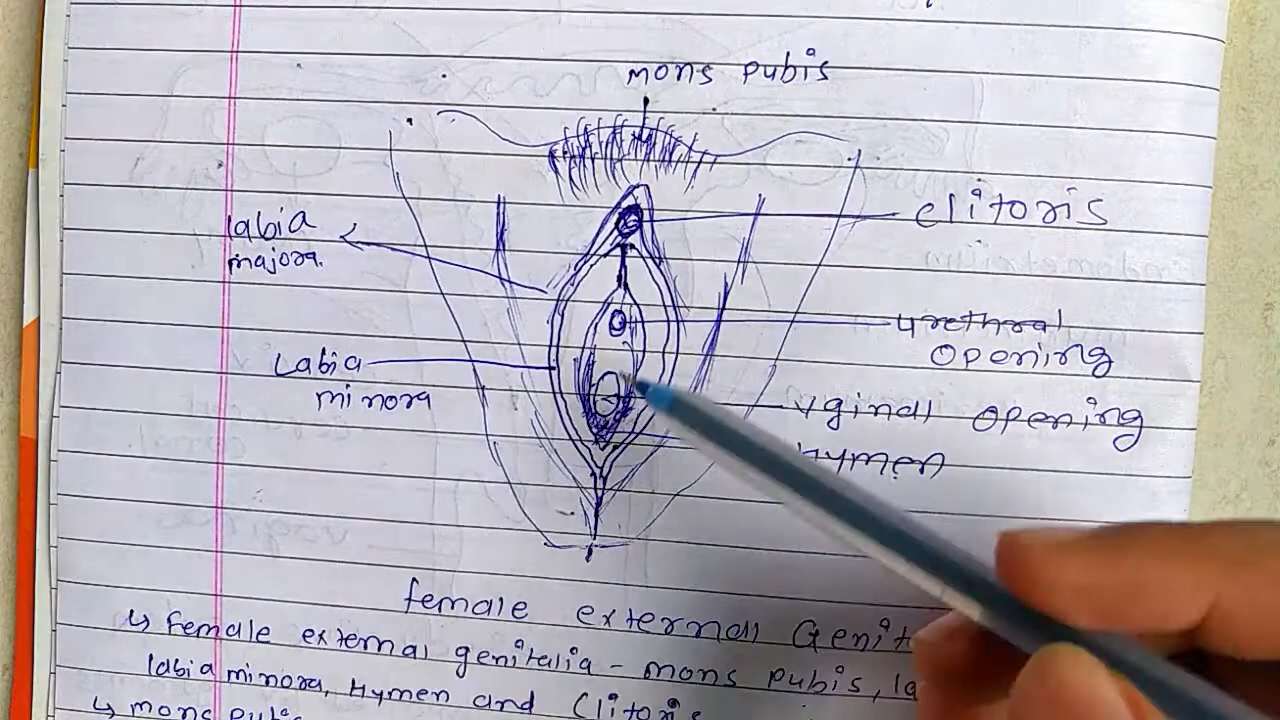 mons pubis
labia
majora.
clitoris
urethral
opening
Labia
minora
vginal opening
Hymen
female external Genit
↳ Female external genitalia - mons pubis, la
labia minora, Hymen and Clitoris
↳ mons pubis